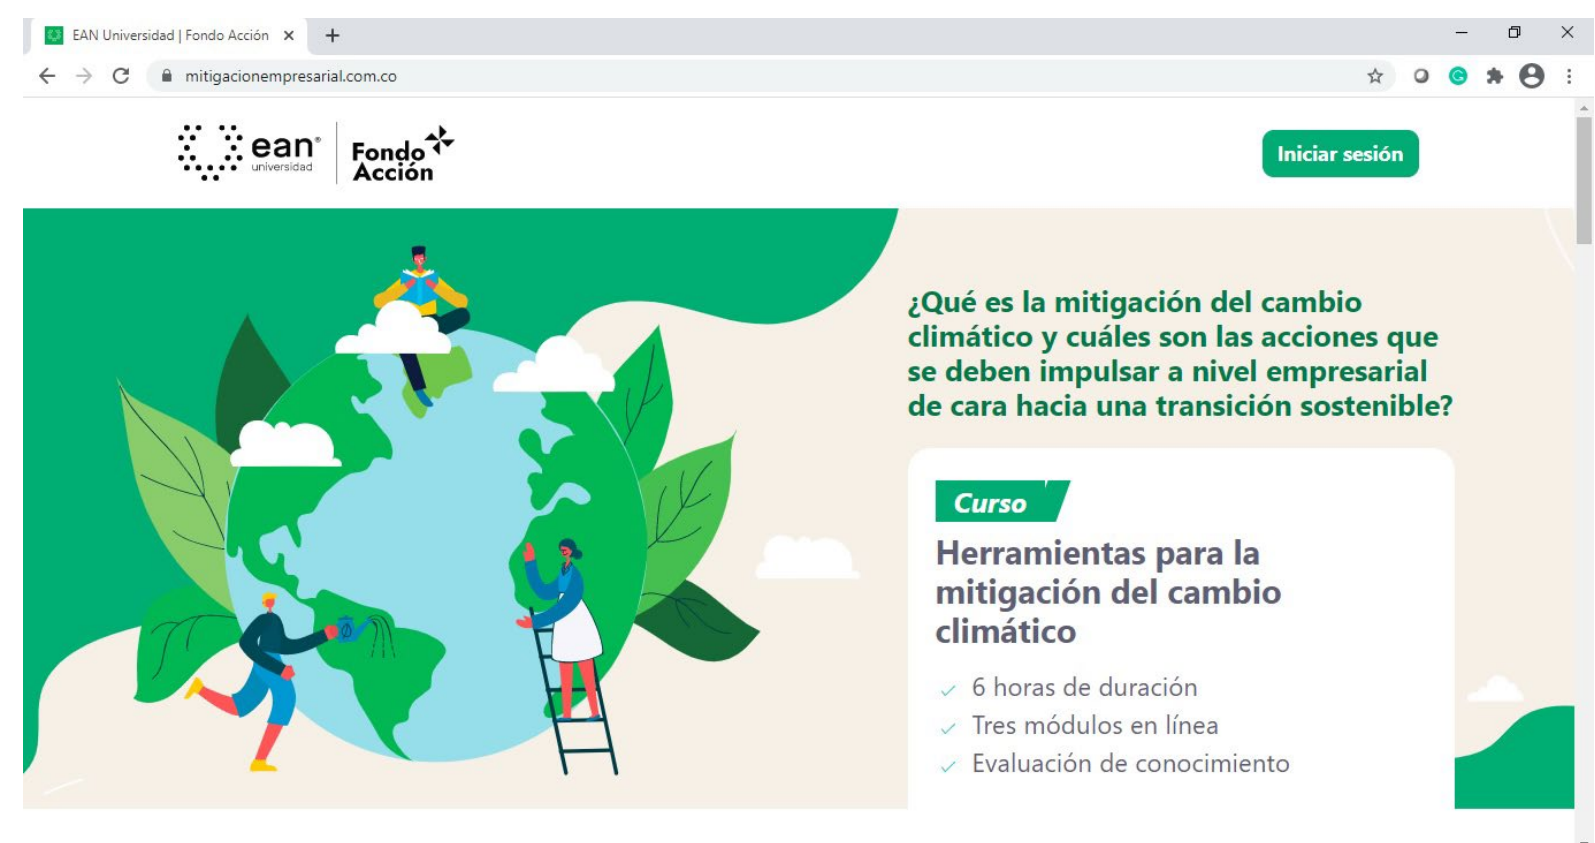 EAN Universidad | Fondo Acción
mitigacionempresarial.com.co
ean®
universidad
Fondo
Acción
Iniciar sesión
¿Qué es la mitigación del cambio
climático y cuáles son las acciones que
se deben impulsar a nivel empresarial
de cara hacia una transición sostenible?
Curso
Herramientas para la
mitigación del cambio
climático
6 horas de duración
Tres módulos en línea
Evaluación de conocimiento